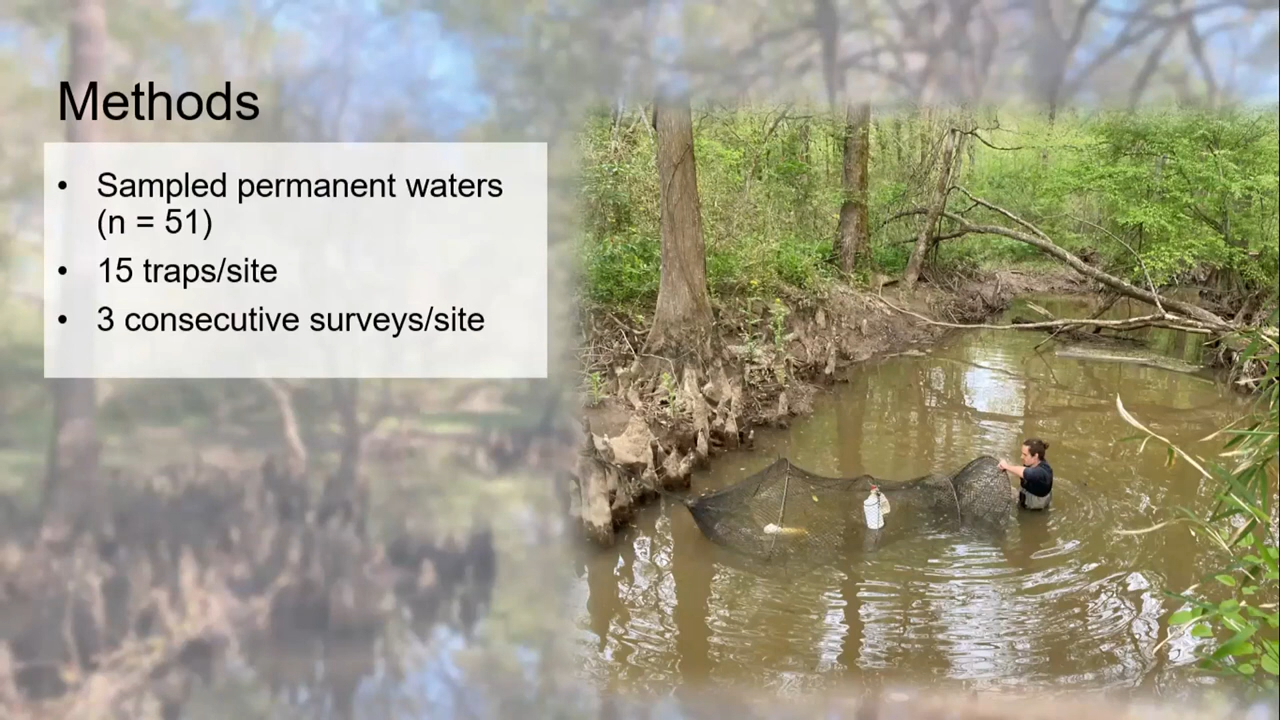 Methods
• Sampled permanent waters
(n = 51)
• 15 traps/site
• 3 consecutive surveys/site